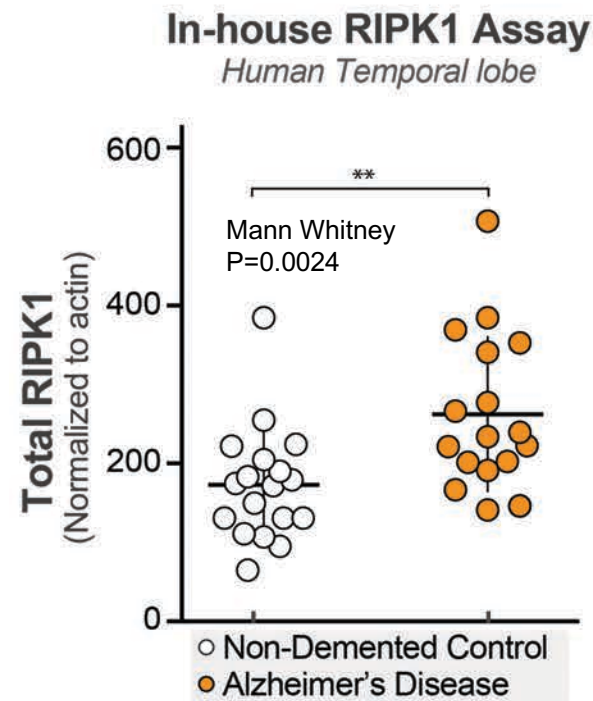 In-house RIPK1 Assay
Human Temporal lobe
600
**
Mann Whitney
P=0.0024
400
Total RIPK1
(Normalized to actin)
200
0
Non-Demented Control
Alzheimer's Disease